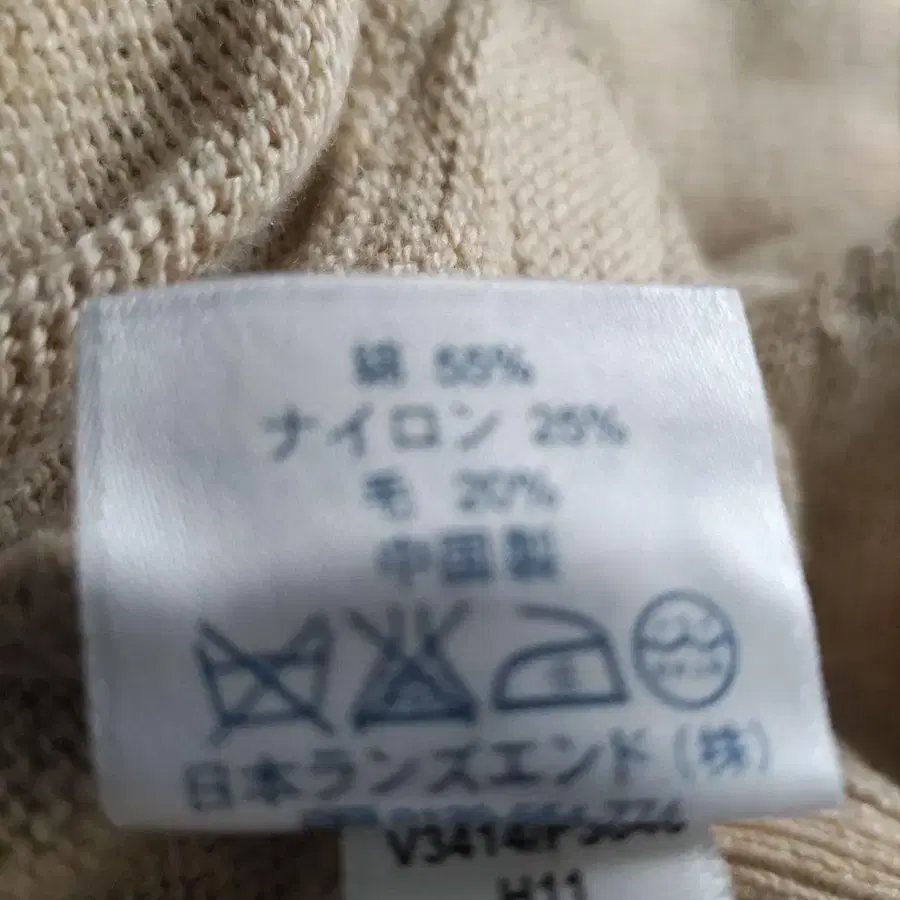 綿 55%
ナイロン 25%
毛 20%
中国製
日本ランズエンド(株)
H11